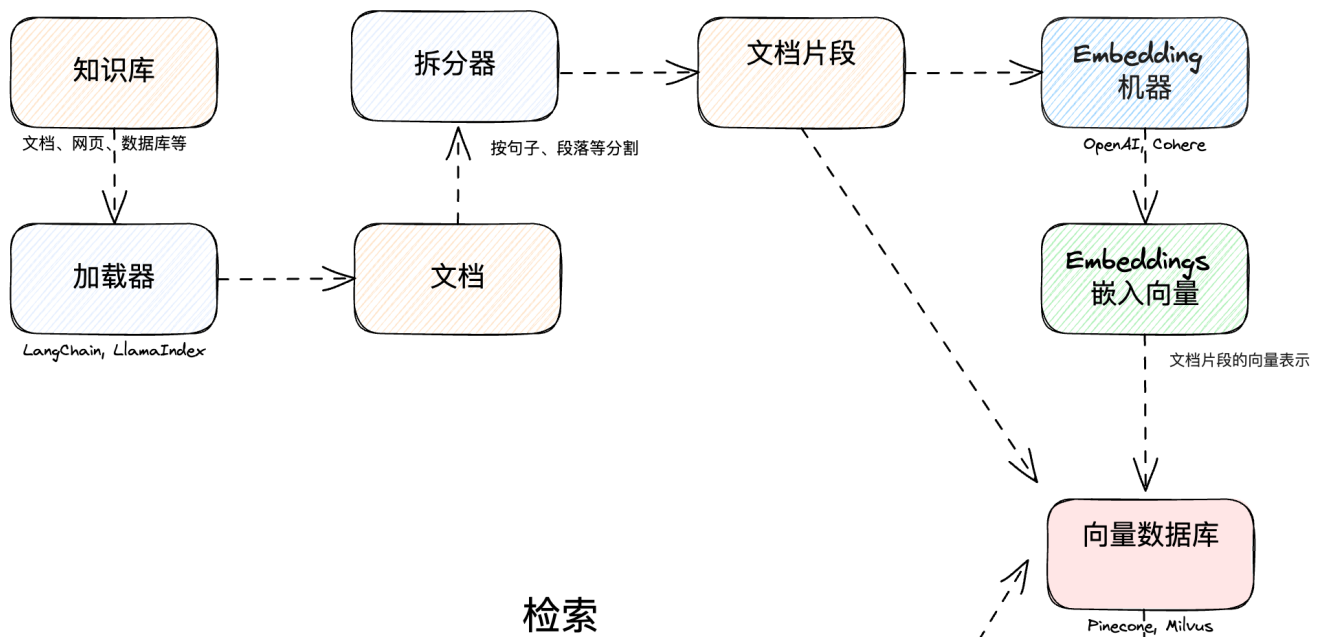 知识库
文档、网页、数据库等
加载器
LangChain, LlamaIndex
文档
拆分器
按句子、段落等分割
文档片段
Embedding
机器
OpenAI, Cohere
Embeddings
嵌入向量
文档片段的向量表示
向量数据库
Pinecone, Milvus
检索